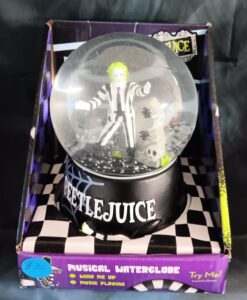 JUICE
BEETLEJUICE
MUSICAL WATERGLOBE
WIND ME UP
MUSIC PLAYING
Try Me!